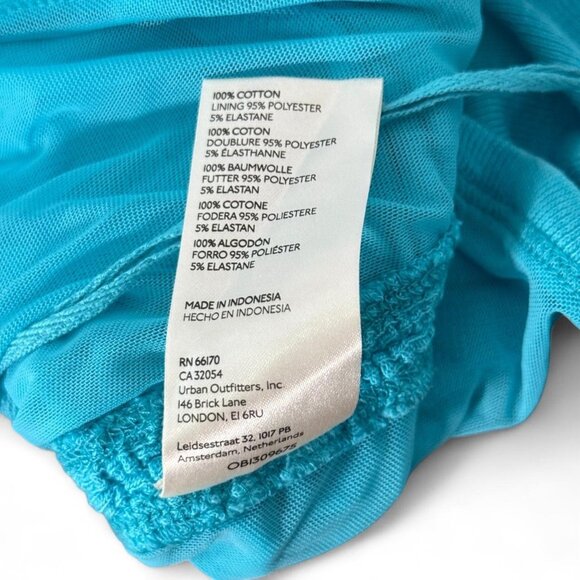 100% COTTON
LINING 95% POLYESTER
5% ELASTANE
100% COTON
DOUBLURE 95% POLYESTER
5% ÉLASTHANNE
100% BAUMWOLLE
FUTTER 95% POLYESTER
5% ELASTAN
100% COTONE
FODERA 95% POLIESTERE
5% ELASTAN
100% ALGODÓN
FORRO 95% POLIÉSTER
5% ELASTANE
MADE IN INDONESIA
HECHO EN INDONESIA
RN 66170
CA 32054
Urban Outfitters, Inc.
146 Brick Lane
LONDON, E1 6RU
Leidsestraat 32, 1017 PB
Amsterdam, Netherlands
OB1309675